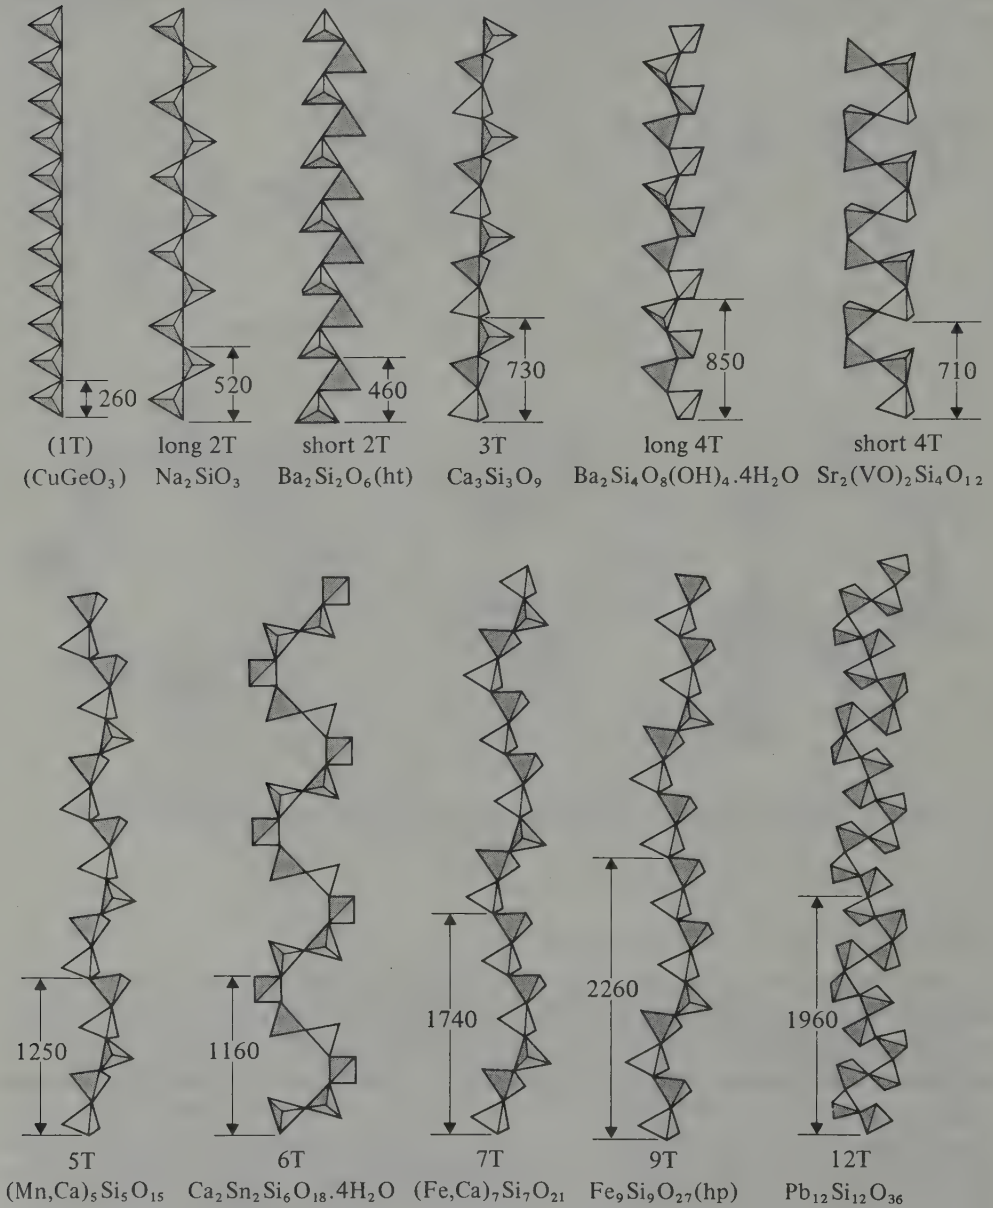 260
520
460
730
850
710
(1T) long 2T short 2T 3T long 4T short 4T
(CuGeO₃) Na₂SiO₃ Ba₂Si₂O₆(ht) Ca₃Si₃O₉ Ba₂Si₄O₈(OH)₄.4H₂O Sr₂(VO)₂Si₄O₁₂
1250
1160
1740
2260
1960
5T 6T 7T 9T 12T
(Mn,Ca)₅Si₅O₁₅ Ca₂Sn₂Si₆O₁₈.4H₂O (Fe,Ca)₇Si₇O₂₁ Fe₉Si₉O₂₇(hp) Pb₁₂Si₁₂O₃₆